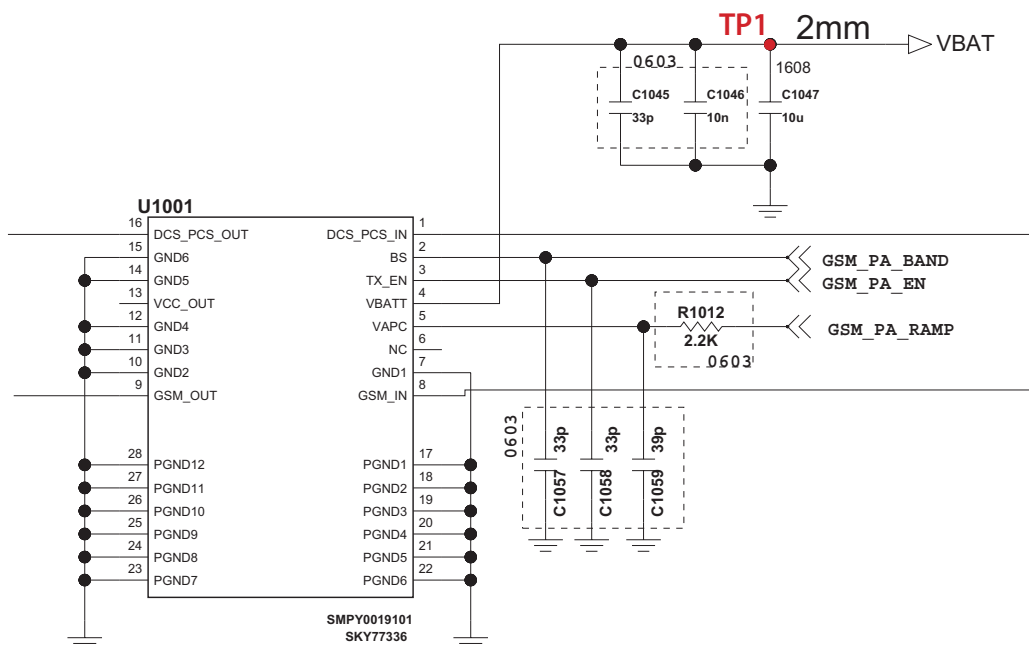 TP1 2mm
VBAT
0603
1608
C1045 C1046 C1047
33p 10n 10u
U1001
16 1
DCS_PCS_OUT DCS_PCS_IN
15 2
GND6 BS GSM_PA_BAND
14 3
GND5 TX_EN GSM_PA_EN
13 4
VCC_OUT VBATT
12 5
GND4 VAPC GSM_PA_RAMP
R1012
2.2K
0603
11 6
GND3 NC
10 7
GND2 GND1
9 8
GSM_OUT GSM_IN
0603
33p 33p 39p
C1057 C1058 C1059
28 17
PGND12 PGND1
27 18
PGND11 PGND2
26 19
PGND10 PGND3
25 20
PGND9 PGND4
24 21
PGND8 PGND5
23 22
PGND7 PGND6
SMPY0019101
SKY77336